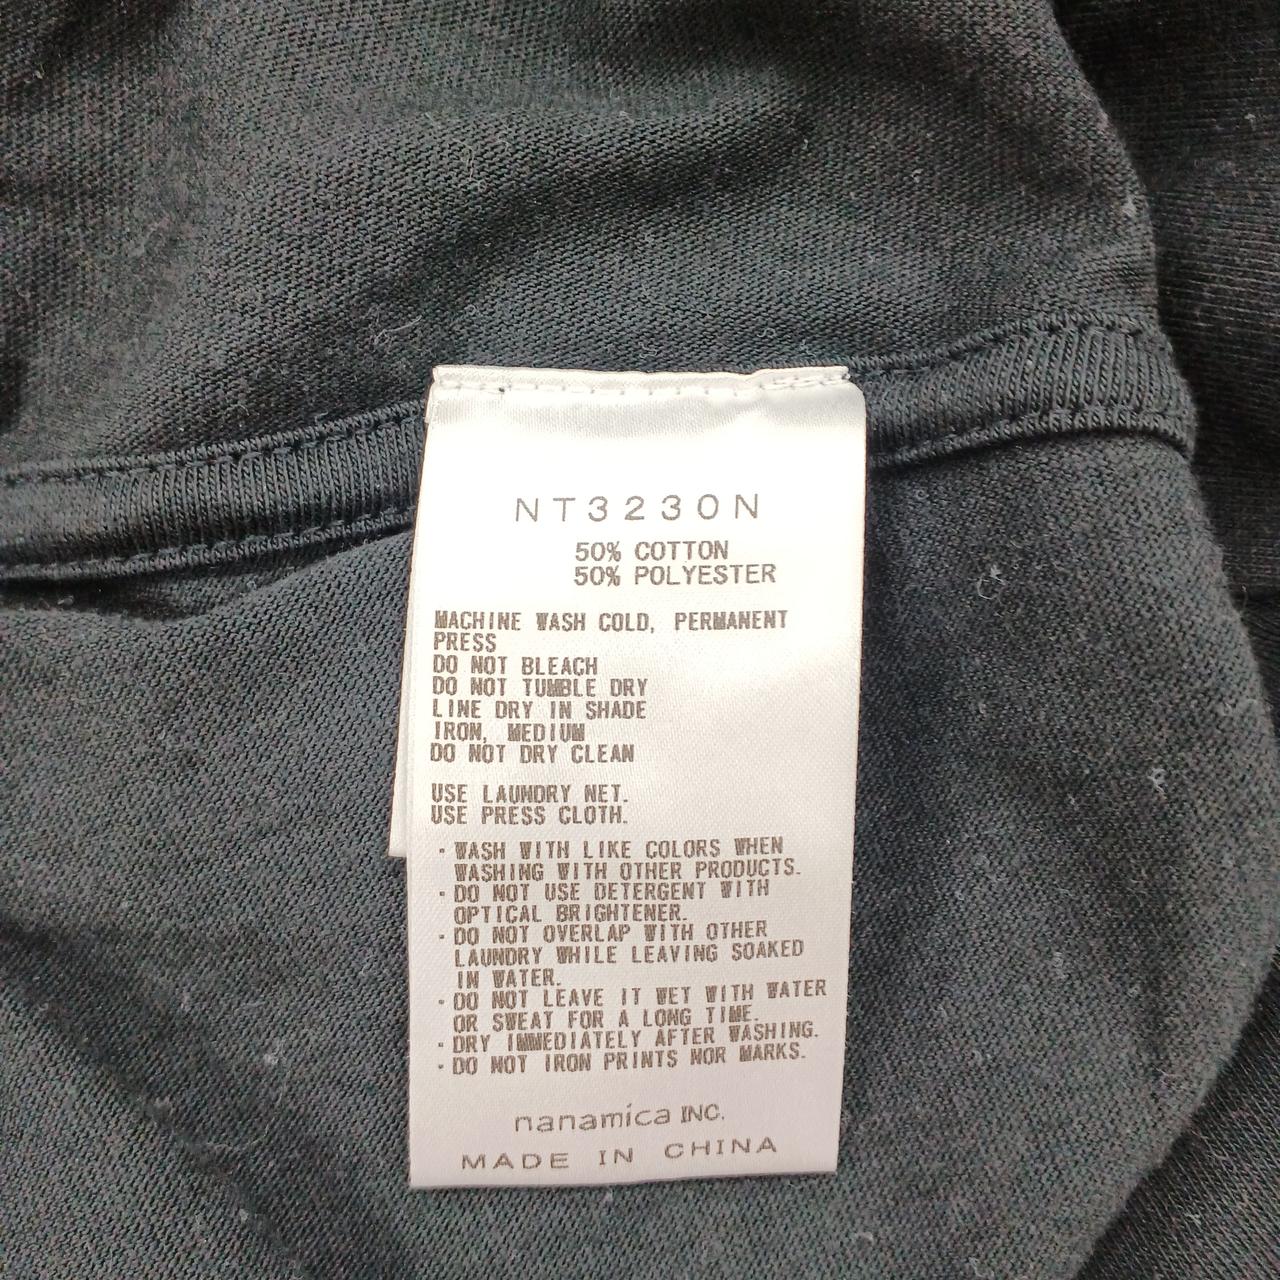 NT3230N
50% COTTON
50% POLYESTER
MACHINE WASH COLD, PERMANENT
PRESS
DO NOT BLEACH
DO NOT TUMBLE DRY
LINE DRY IN SHADE
IRON, MEDIUM
DO NOT DRY CLEAN
USE LAUNDRY NET.
USE PRESS CLOTH.
・WASH WITH LIKE COLORS WHEN
WASHING WITH OTHER PRODUCTS.
・DO NOT USE DETERGENT WITH
OPTICAL BRIGHTENER.
・DO NOT OVERLAP WITH OTHER
LAUNDRY WHILE LEAVING SOAKED
IN WATER.
・DO NOT LEAVE IT WET WITH WATER
OR SWEAT FOR A LONG TIME.
・DRY IMMEDIATELY AFTER WASHING.
・DO NOT IRON PRINTS NOR MARKS.
nanamica INC.
MADE IN CHINA